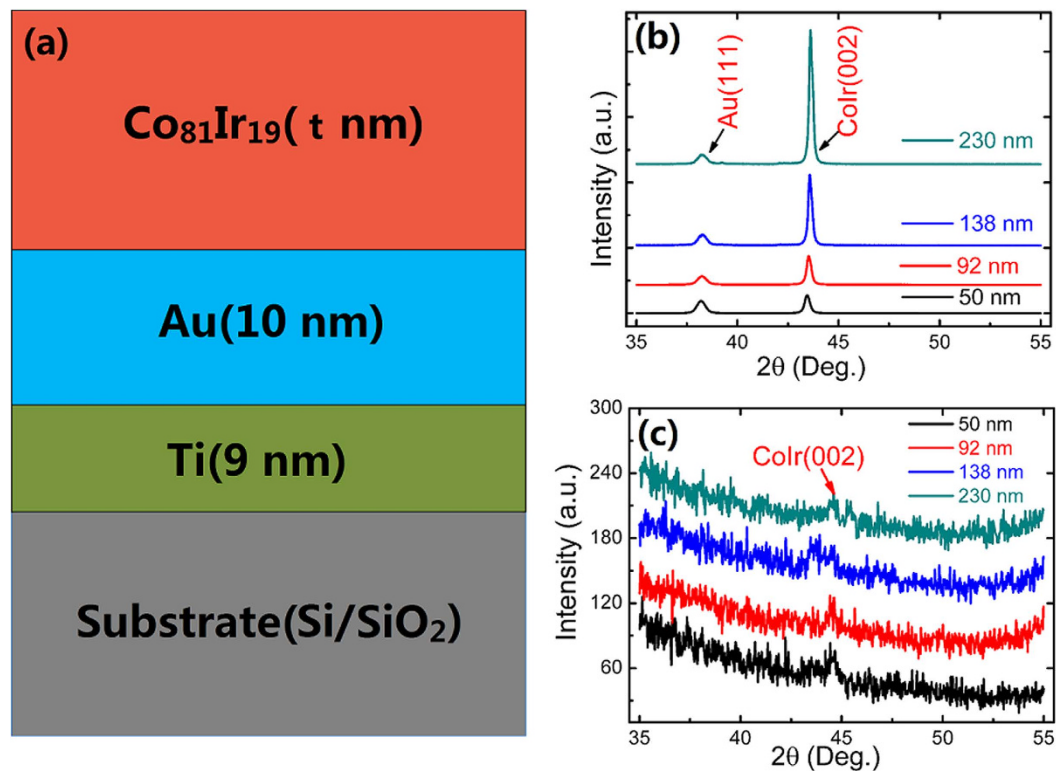 (a)
Co₈₁Ir₁₉( t nm)
Au(10 nm)
Ti(9 nm)
Substrate(Si/SiO₂)
(b)
Intensity (a.u.)
Au(111)
CoIr(002)
230 nm
138 nm
92 nm
50 nm
35 40 45 50 55
2θ (Deg.)
(c)
Intensity (a.u.)
300
240
180
120
60
CoIr(002)
50 nm
92 nm
138 nm
230 nm
35 40 45 50 55
2θ (Deg.)